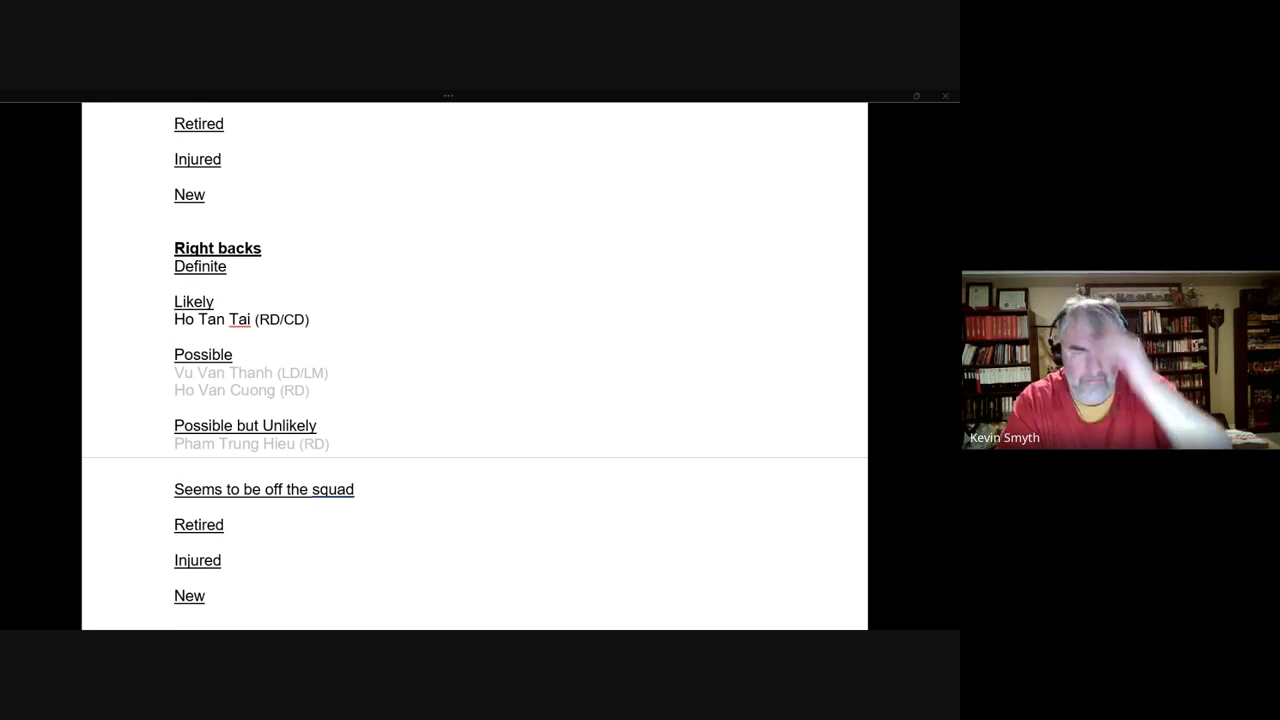 Retired
Injured
New
Right backs
Definite
Likely
Ho Tan Tai (RD/CD)
Possible
Vu Van Thanh (LD/LM)
Ho Van Cuong (RD)
Possible but Unlikely
Pham Trung Hieu (RD)
Seems to be off the squad
Retired
Injured
New
Kevin Smyth